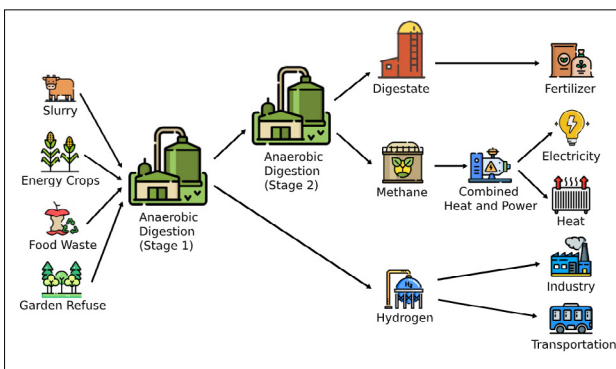 Slurry
Energy Crops
Food Waste
Garden Refuse
Anaerobic
Digestion
(Stage 1)
Anaerobic
Digestion
(Stage 2)
Digestate
Fertilizer
Methane
Combined
Heat and Power
Electricity
Heat
H₂
Hydrogen
Industry
Transportation